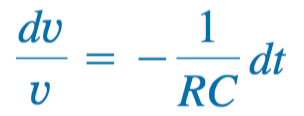 dv/v = − 1/RC dt